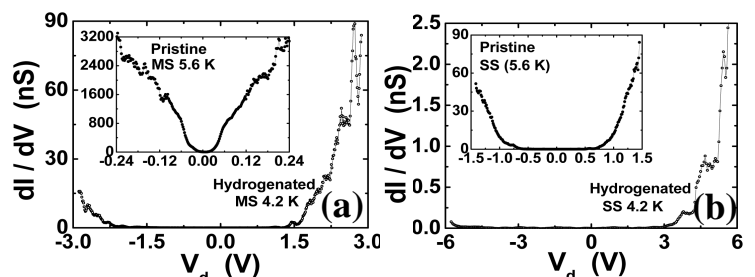 90
60
30
0
dI / dV (nS)
3200
2400
1600
800
0
Pristine
MS 5.6 K
-0.24 -0.12 0.00 0.12 0.24
Hydrogenated
MS 4.2 K
(a)
-3.0 -1.5 0.0 1.5 3.0
V_d (V)
2.5
2.0
1.5
1.0
0.5
0.0
dI / dV (nS)
90
60
30
0
Pristine
SS (5.6 K)
-1.5 -1.0 -0.5 0.0 0.5 1.0 1.5
Hydrogenated
SS 4.2 K
(b)
-6 -3 0 3 6
V_d (V)